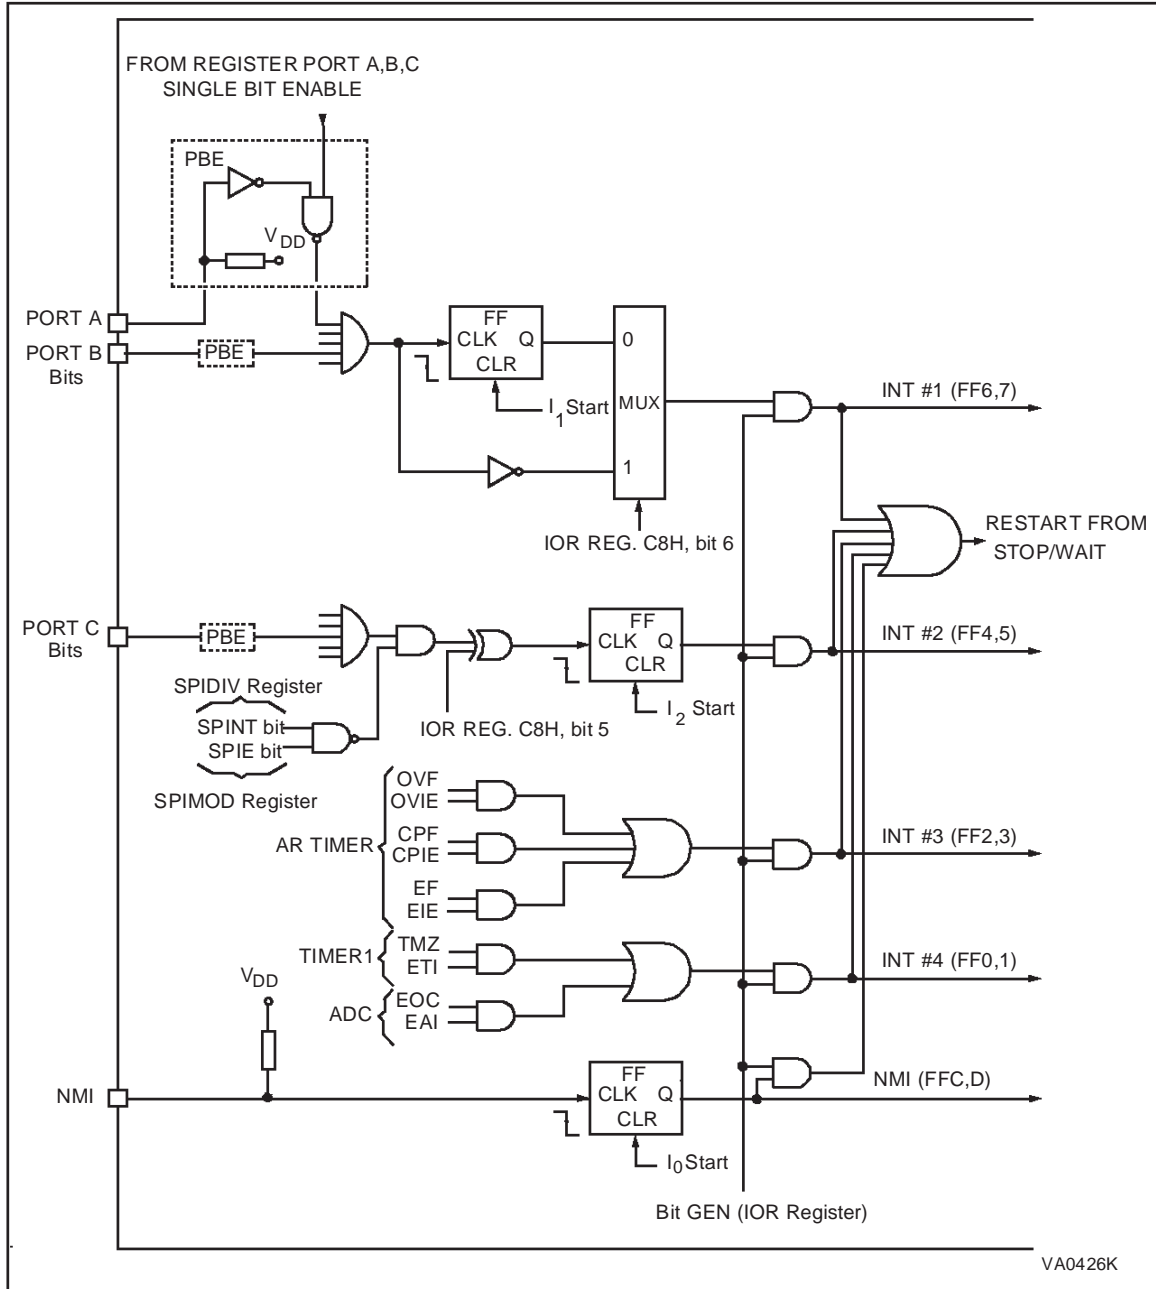 FROM REGISTER PORT A,B,C
SINGLE BIT ENABLE
PBE
VDD
PORT A
PORT B
Bits
PBE
FF
CLK Q
CLR
I1Start
0
MUX
1
IOR REG. C8H, bit 6
INT #1 (FF6,7)
RESTART FROM
STOP/WAIT
PORT C
Bits
PBE
FF
CLK Q
CLR
I2 Start
INT #2 (FF4,5)
SPIDIV Register
SPINT bit
SPIE bit
SPIMOD Register
IOR REG. C8H, bit 5
AR TIMER
OVF
OVIE
CPF
CPIE
EF
EIE
INT #3 (FF2,3)
TIMER1
TMZ
ETI
ADC
EOC
EAI
INT #4 (FF0,1)
VDD
NMI
FF
CLK Q
CLR
I0Start
NMI (FFC,D)
Bit GEN (IOR Register)
VA0426K